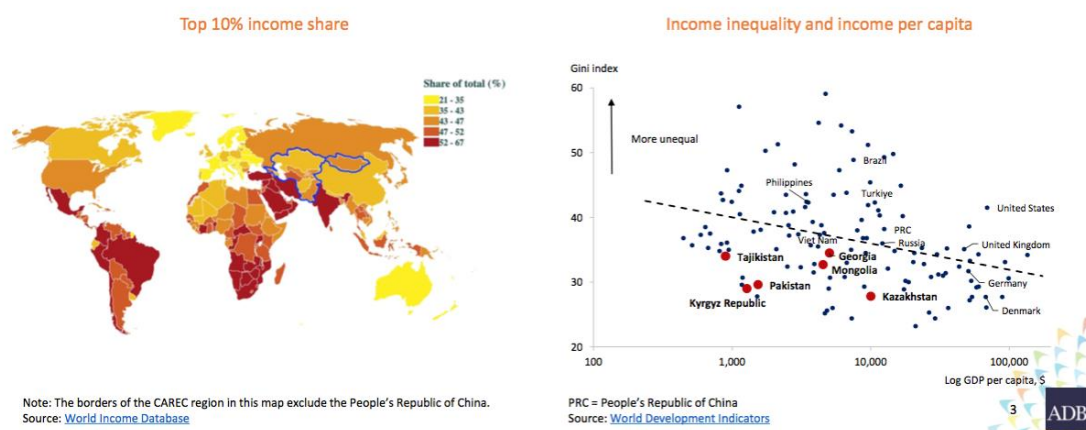 Top 10% income share
Share of total (%)
21 - 35
35 - 43
43 - 47
47 - 52
52 - 67
Note: The borders of the CAREC region in this map exclude the People's Republic of China.
Source: World Income Database
Income inequality and income per capita
Gini index
60
50
40
30
20
More unequal
Brazil
Philippines
Turkiye
United States
PRC
Viet Nam
Russia
United Kingdom
Tajikistan
Georgia
Mongolia
Germany
Pakistan
Kyrgyz Republic
Kazakhstan
Denmark
100
1,000
10,000
100,000
Log GDP per capita, $
PRC = People's Republic of China
Source: World Development Indicators
3
ADB